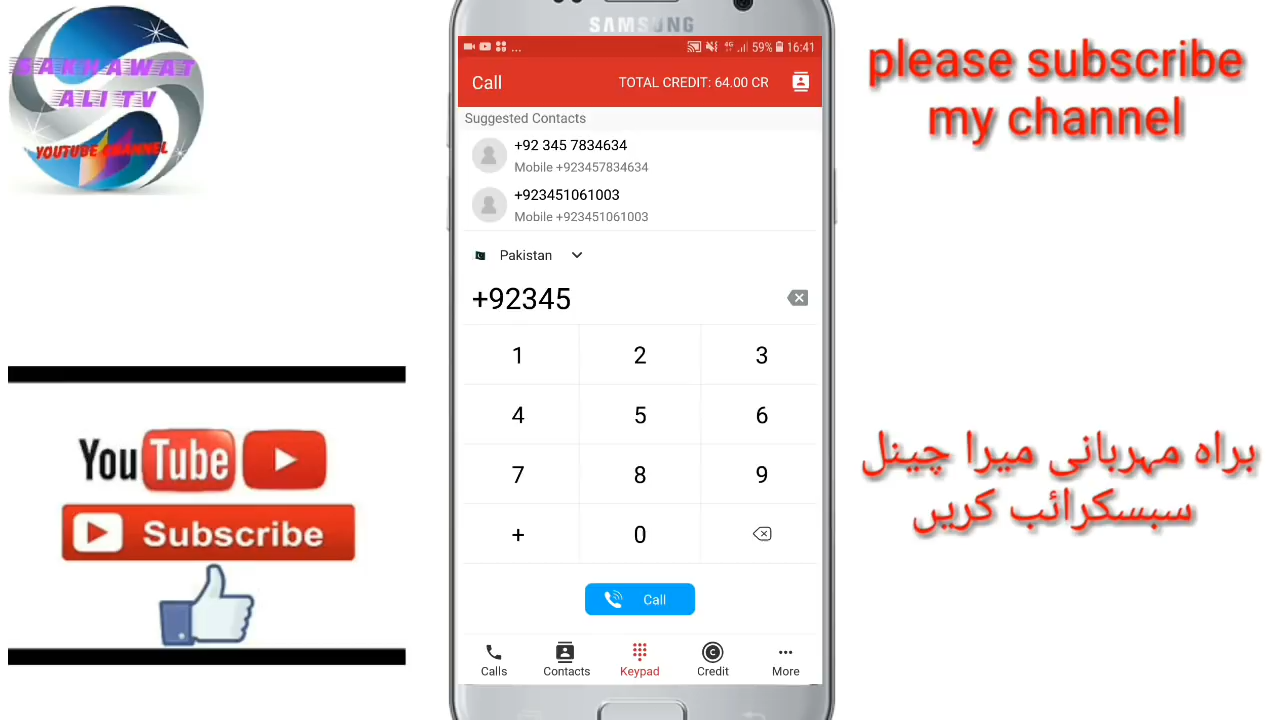 SAKHAWAT
ALI TV
YOUTUBE CHANNEL
YouTube
Subscribe
SAMSUNG
...
4G
59%
16:41
Call
TOTAL CREDIT: 64.00 CR
Suggested Contacts
+92 345 7834634
Mobile +923457834634
+923451061003
Mobile +923451061003
Pakistan
+92345
1 2 3
4 5 6
7 8 9
+ 0
Call
Calls Contacts Keypad Credit More
please subscribe
my channel
براہ مہربانی میرا چینل
سبسکرائب کریں